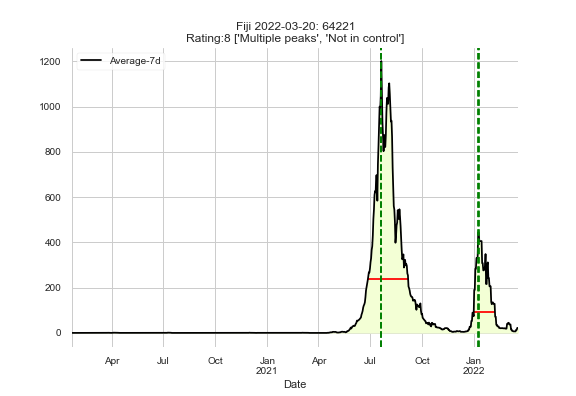 Fiji 2022-03-20: 64221
Rating:8 ['Multiple peaks', 'Not in control']
Average-7d
1200
1000
800
600
400
200
0
Apr Jul Oct Jan Apr Jul Oct Jan
2021 2022
Date